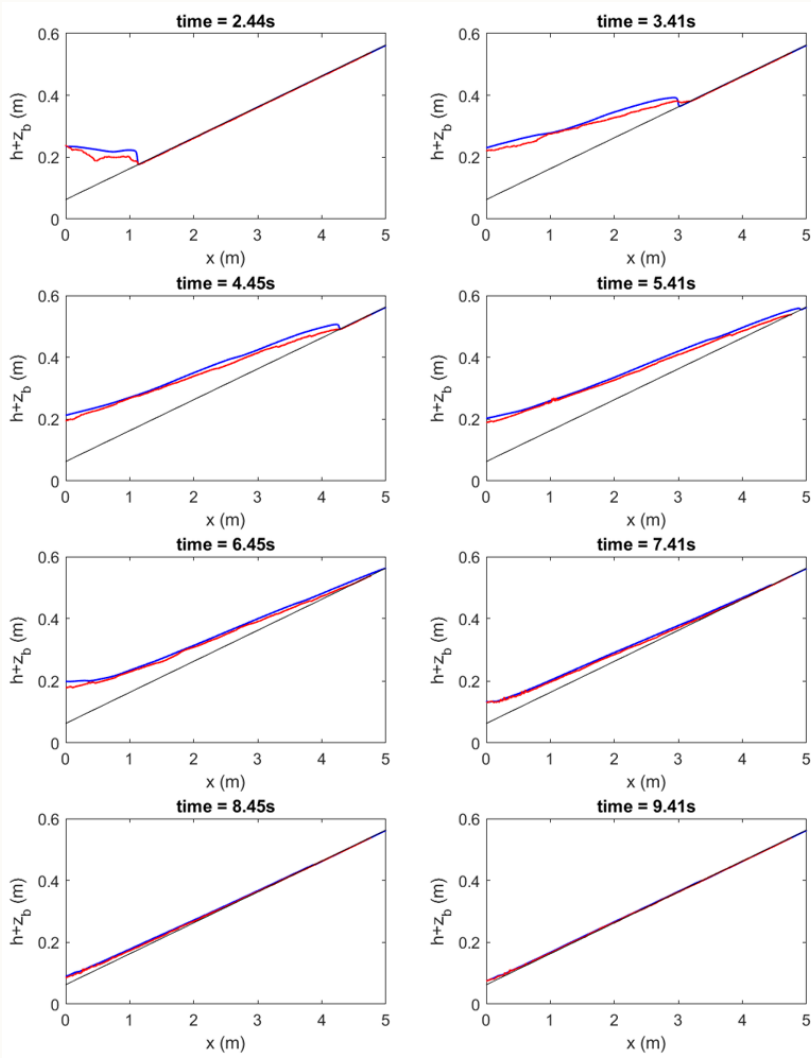 time = 2.44s
0.6
0.4
0.2
0
h+z_b (m)
0 1 2 3 4 5
x (m)
time = 3.41s
0.6
0.4
0.2
0
h+z_b (m)
0 1 2 3 4 5
x (m)
time = 4.45s
0.6
0.4
0.2
0
h+z_b (m)
0 1 2 3 4 5
x (m)
time = 5.41s
0.6
0.4
0.2
0
h+z_b (m)
0 1 2 3 4 5
x (m)
time = 6.45s
0.6
0.4
0.2
0
h+z_b (m)
0 1 2 3 4 5
x (m)
time = 7.41s
0.6
0.4
0.2
0
h+z_b (m)
0 1 2 3 4 5
x (m)
time = 8.45s
0.6
0.4
0.2
0
h+z_b (m)
0 1 2 3 4 5
x (m)
time = 9.41s
0.6
0.4
0.2
0
h+z_b (m)
0 1 2 3 4 5
x (m)